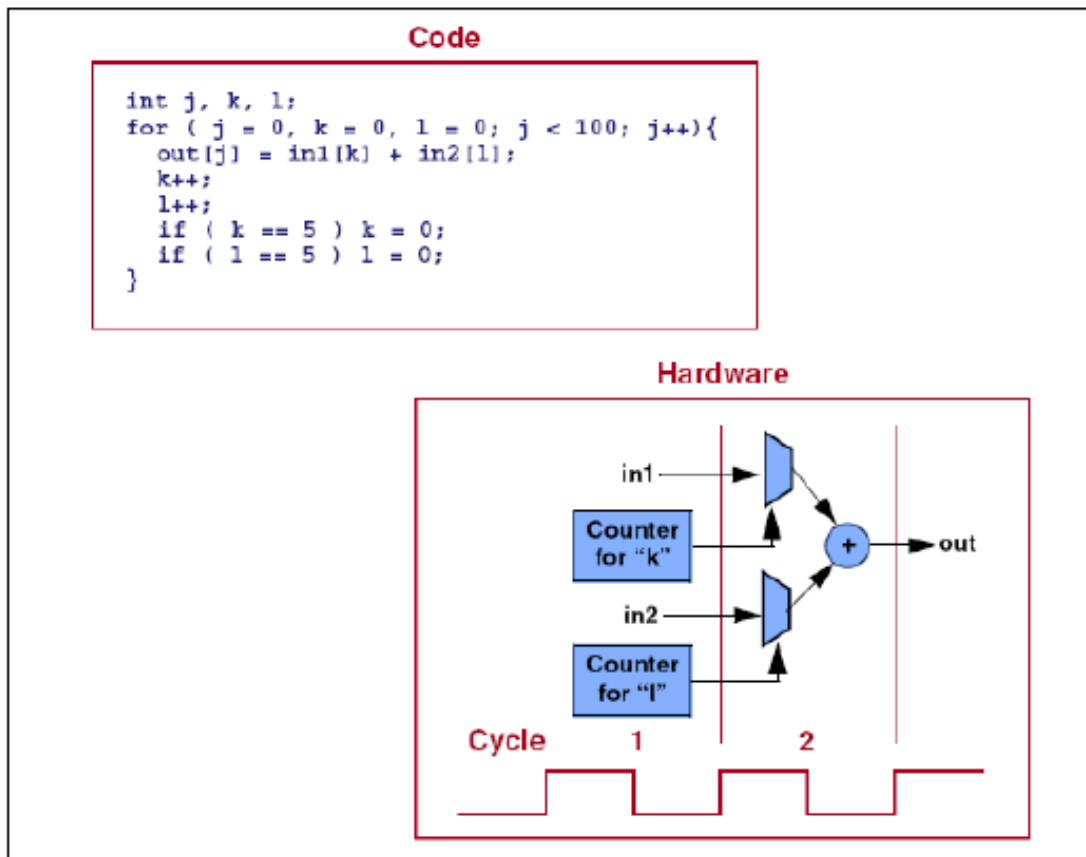 Code
int j, k, l;
for ( j = 0, k = 0, l = 0; j < 100; j++){
out[j] = in1[k] + in2[l];
k++;
l++;
if ( k == 5 ) k = 0;
if ( l == 5 ) l = 0;
}
Hardware
in1
Counter
for "k"
+
out
in2
Counter
for "l"
Cycle 1 2